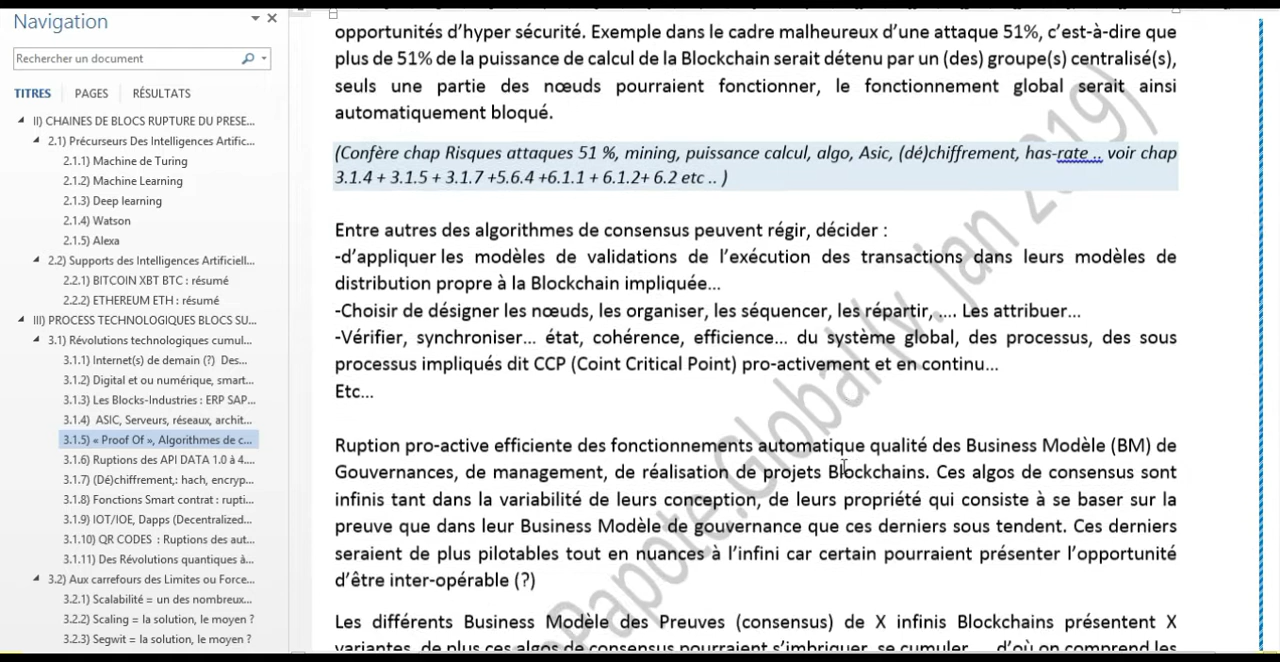 Navigation
Rechercher un document
TITRES PAGES RÉSULTATS
II) CHAINES DE BLOCS RUPTURE DU PRESE...
2.1) Précurseurs Des Intelligences Artific...
2.1.1) Machine de Turing
2.1.2) Machine Learning
2.1.3) Deep learning
2.1.4) Watson
2.1.5) Alexa
2.2) Supports des Intelligences Artificiell...
2.2.1) BITCOIN XBT BTC : résumé
2.2.2) ETHEREUM ETH : résumé
III) PROCESS TECHNOLOGIQUES BLOCS SU...
3.1) Révolutions technologiques cumul...
3.1.1) Internet(s) de demain (?) Des...
3.1.2) Digital et ou numérique, smart...
3.1.3) Les Blocks-Industries : ERP SAP...
3.1.4) ASIC, Serveurs, réseaux, archit...
3.1.5) « Proof Of », Algorithmes de c...
3.1.6) Ruptions des API DATA 1.0 à 4....
3.1.7) (Dé)chiffrement,: hach, encryp...
3.1.8) Fonctions Smart contrat : rupti...
3.1.9) IOT/IOE, Dapps (Decentralized...
3.1.10) QR CODES : Ruptions des aut...
3.1.11) Des Révolutions quantiques à...
3.2) Aux carrefours des Limites ou Force...
3.2.1) Scalabilité = un des nombreux...
3.2.2) Scaling = la solution, le moyen ?
3.2.3) Segwit = la solution, le moyen ?
opportunités d'hyper sécurité. Exemple dans le cadre malheureux d'une attaque 51%, c'est-à-dire que
plus de 51% de la puissance de calcul de la Blockchain serait détenu par un (des) groupe(s) centralisé(s),
seuls une partie des nœuds pourraient fonctionner, le fonctionnement global serait ainsi
automatiquement bloqué.
(Confère chap Risques attaques 51 %, mining, puissance calcul, algo, Asic, (dé)chiffrement, has-rate .. voir chap
3.1.4 + 3.1.5 + 3.1.7 +5.6.4 +6.1.1 + 6.1.2+ 6.2 etc .. )
Entre autres des algorithmes de consensus peuvent régir, décider :
-d'appliquer les modèles de validations de l'exécution des transactions dans leurs modèles de
distribution propre à la Blockchain impliquée...
-Choisir de désigner les nœuds, les organiser, les séquencer, les répartir, .... Les attribuer...
-Vérifier, synchroniser... état, cohérence, efficience... du système global, des processus, des sous
processus impliqués dit CCP (Coint Critical Point) pro-activement et en continu...
Etc...
Ruption pro-active efficiente des fonctionnements automatique qualité des Business Modèle (BM) de
Gouvernances, de management, de réalisation de projets Blockchains. Ces algos de consensus sont
infinis tant dans la variabilité de leurs conception, de leurs propriété qui consiste à se baser sur la
preuve que dans leur Business Modèle de gouvernance que ces derniers sous tendent. Ces derniers
seraient de plus pilotables tout en nuances à l'infini car certain pourraient présenter l'opportunité
d'être inter-opérable (?)
Les différents Business Modèle des Preuves (consensus) de X infinis Blockchains présentent X
variantes, de plus ces algos de consensus pourraient s'imbriquer, se cumuler.... d'où on comprend les
Papote.Global (v. Jan 2019)